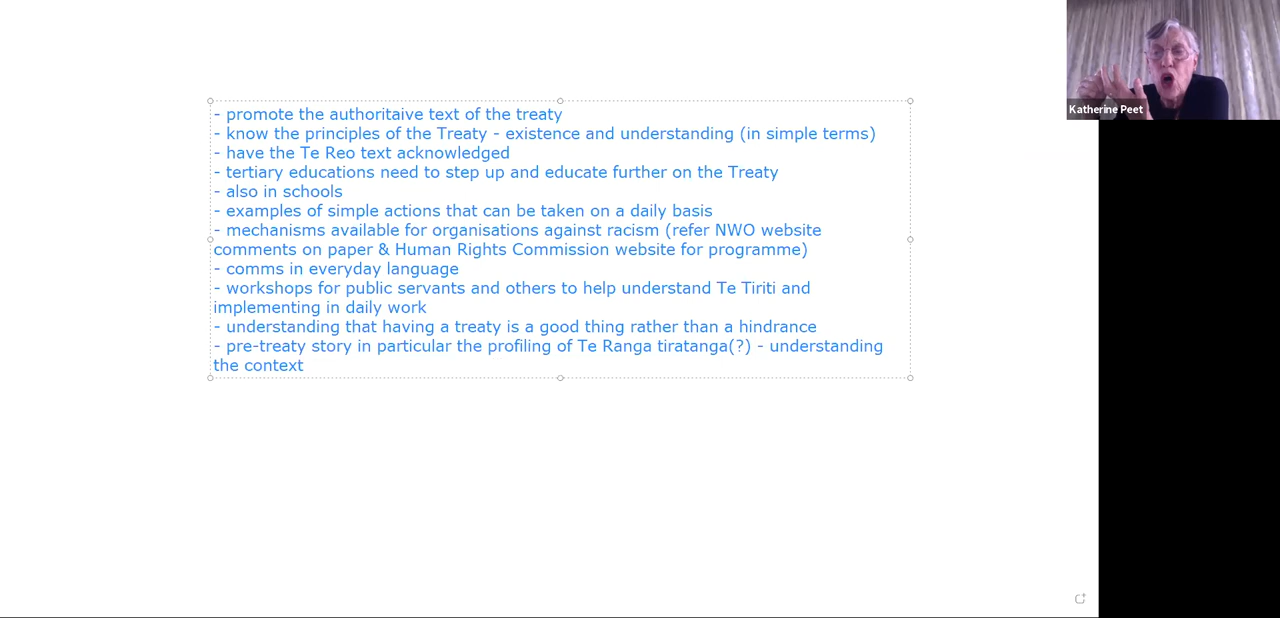 - promote the authoritaive text of the treaty
- know the principles of the Treaty - existence and understanding (in simple terms)
- have the Te Reo text acknowledged
- tertiary educations need to step up and educate further on the Treaty
- also in schools
- examples of simple actions that can be taken on a daily basis
- mechanisms available for organisations against racism (refer NWO website
comments on paper & Human Rights Commission website for programme)
- comms in everyday language
- workshops for public servants and others to help understand Te Tiriti and
implementing in daily work
- understanding that having a treaty is a good thing rather than a hindrance
- pre-treaty story in particular the profiling of Te Ranga tiratanga(?) - understanding
the context
Katherine Peet